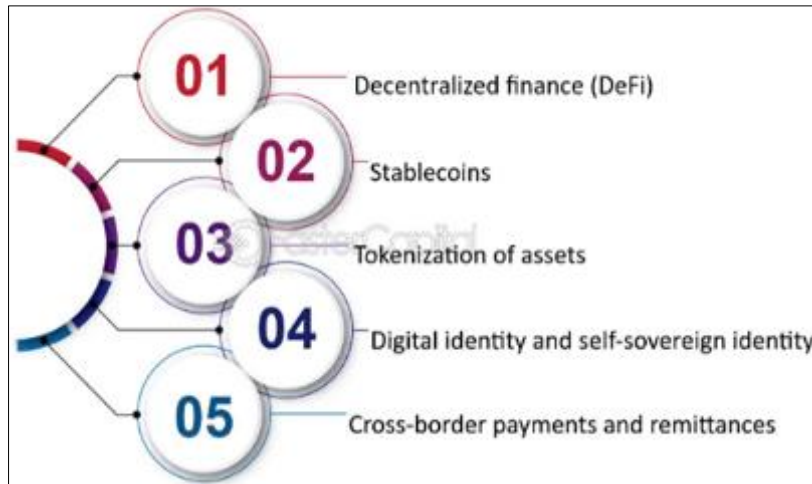 01
Decentralized finance (DeFi)
02
Stablecoins
FasterCapital
03
Tokenization of assets
04
Digital identity and self-sovereign identity
05
Cross-border payments and remittances